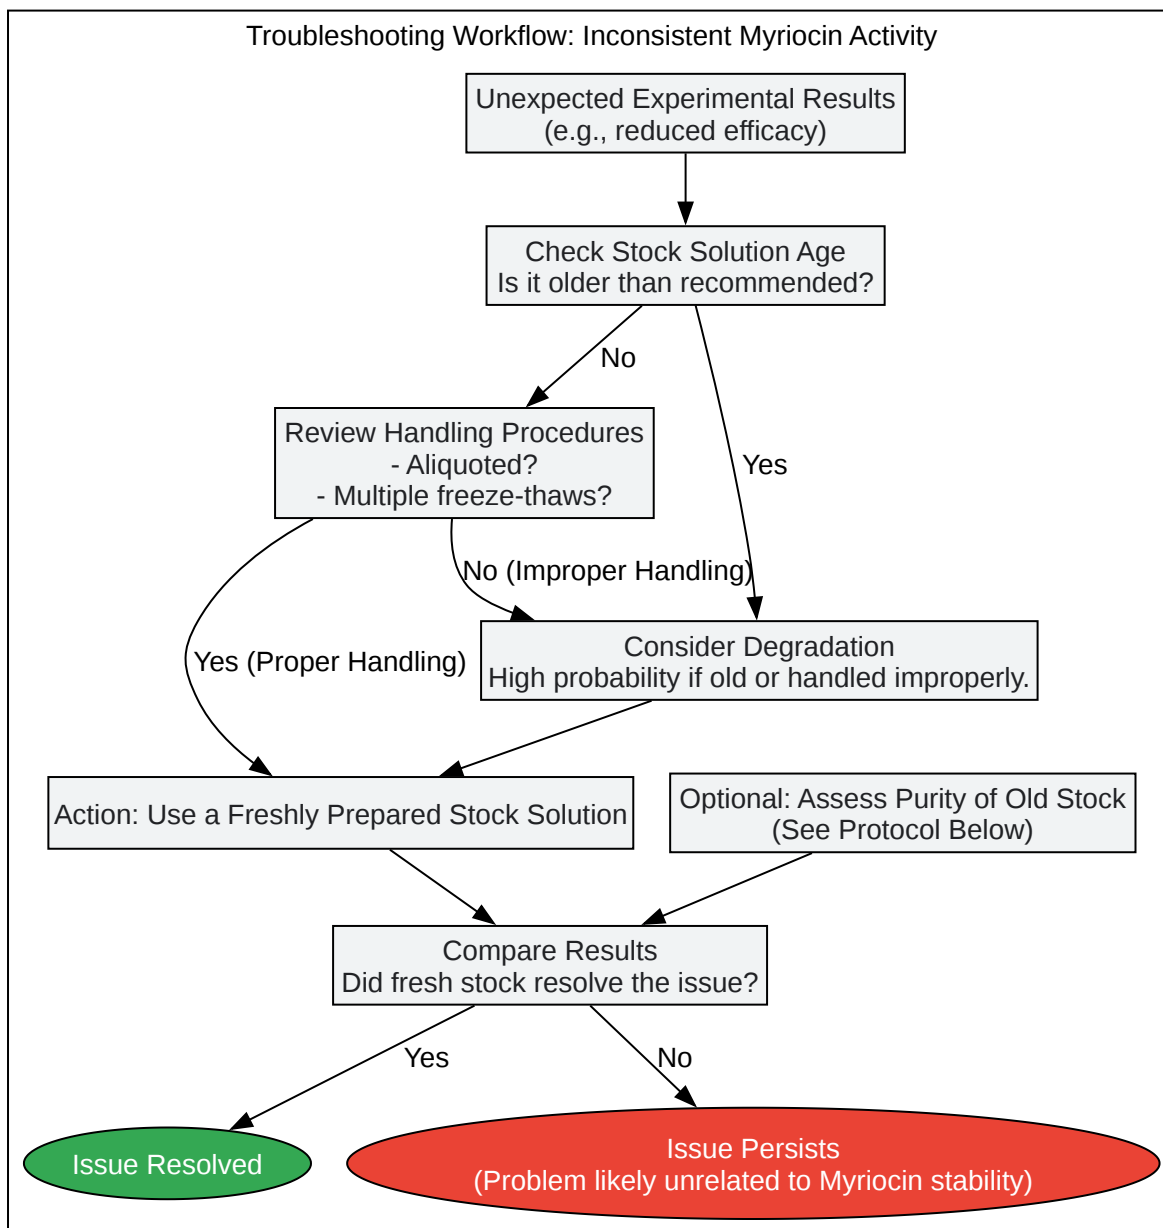 Troubleshooting Workflow: Inconsistent Myriocin Activity
Unexpected Experimental Results
(e.g., reduced efficacy)
Check Stock Solution Age
Is it older than recommended?
No
Review Handling Procedures
- Aliquoted?
- Multiple freeze-thaws?
Yes
No (Improper Handling)
Consider Degradation
High probability if old or handled improperly.
Yes (Proper Handling)
Action: Use a Freshly Prepared Stock Solution
Optional: Assess Purity of Old Stock
(See Protocol Below)
Compare Results
Did fresh stock resolve the issue?
Yes
No
Issue Resolved
Issue Persists
(Problem likely unrelated to Myriocin stability)